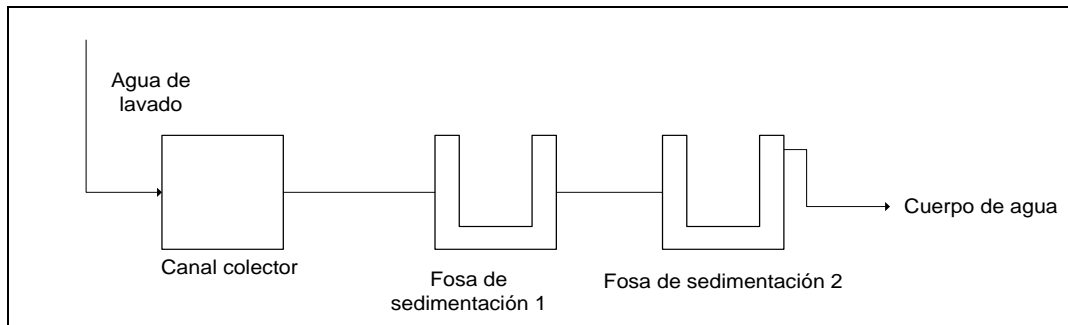 Agua de
lavado
Canal colector
Fosa de
sedimentación 1
Fosa de sedimentación 2
Cuerpo de agua